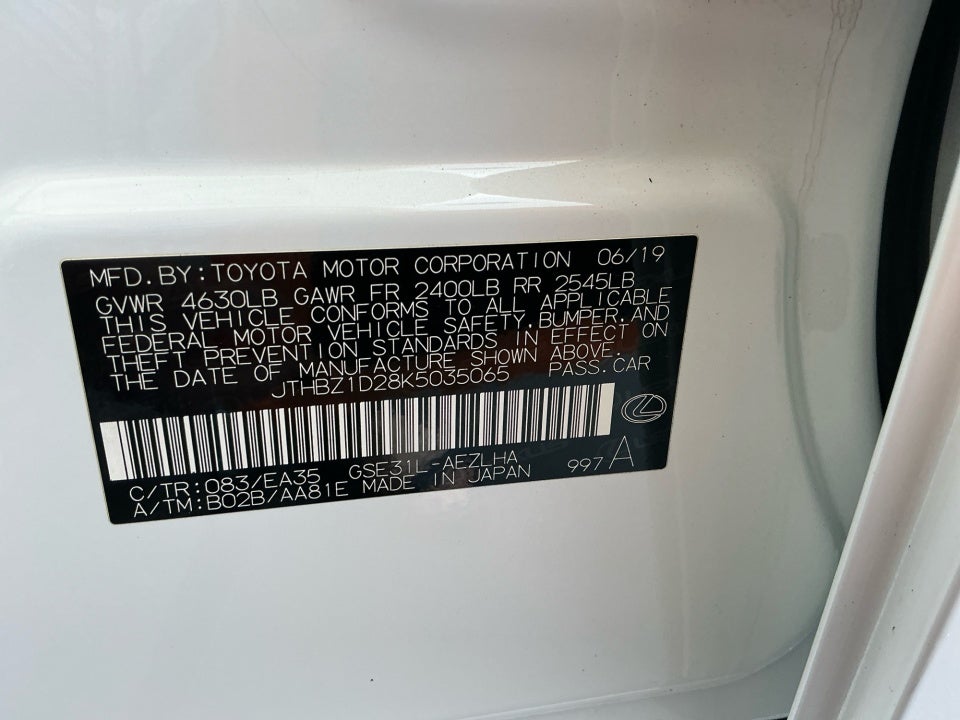 MFD.BY:TOYOTA MOTOR CORPORATION 06/19
GVWR 4630LB GAWR FR 2400LB RR 2545LB
THIS VEHICLE CONFORMS TO ALL APPLICABLE
FEDERAL MOTOR VEHICLE SAFETY,BUMPER,AND
THEFT PREVENTION STANDARDS IN EFFECT ON
THE DATE OF MANUFACTURE SHOWN ABOVE.
JTHBZ1D28K5035065 PASS.CAR
C/TR:083/EA35 GSE31L-AEZLHA 997A
A/TM:B02B/AA81E MADE IN JAPAN